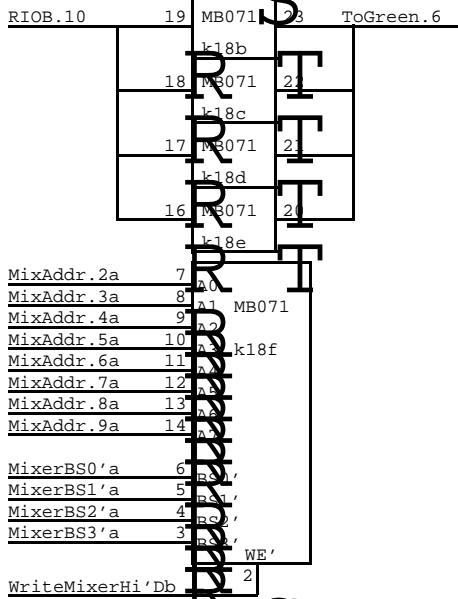 RIOB.10 19 MB071 23 ToGreen.6
k18b
R T
18 MB071 22
k18c
R T
17 MB071 21
k18d
R T
16 MB071 20
k18e
R T
MixAddr.2a 7 A0
MixAddr.3a 8 A1 MB071
MixAddr.4a 9 A2
MixAddr.5a 10 A3 k18f
MixAddr.6a 11 A4
MixAddr.7a 12 A5
MixAddr.8a 13 A6
MixAddr.9a 14 A7
MixerBS0'a 6 BS0'
MixerBS1'a 5 BS1'
MixerBS2'a 4 BS2'
MixerBS3'a 3 BS3'
WE'
WriteMixerHi'Db 2